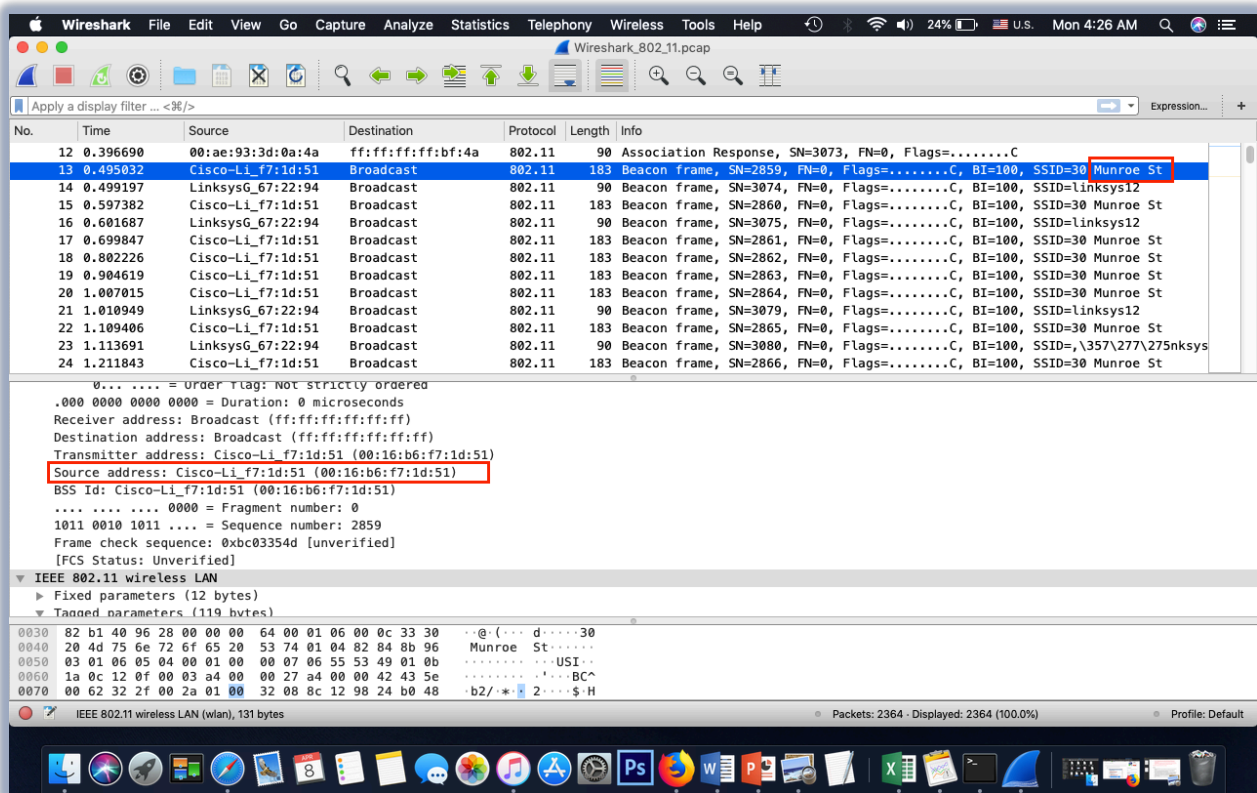 Wireshark File Edit View Go Capture Analyze Statistics Telephony Wireless Tools Help 24% U.S. Mon 4:26 AM
Wireshark_802_11.pcap
Apply a display filter ... <⌘/> Expression... +
No. Time Source Destination Protocol Length Info
12 0.396690 00:ae:93:3d:0a:4a ff:ff:ff:ff:bf:4a 802.11 90 Association Response, SN=3073, FN=0, Flags=........C
13 0.495032 Cisco-Li_f7:1d:51 Broadcast 802.11 183 Beacon frame, SN=2859, FN=0, Flags=........C, BI=100, SSID=30 Munroe St
14 0.499197 LinksysG_67:22:94 Broadcast 802.11 90 Beacon frame, SN=3074, FN=0, Flags=........C, BI=100, SSID=linksys12
15 0.597382 Cisco-Li_f7:1d:51 Broadcast 802.11 183 Beacon frame, SN=2860, FN=0, Flags=........C, BI=100, SSID=30 Munroe St
16 0.601687 LinksysG_67:22:94 Broadcast 802.11 90 Beacon frame, SN=3075, FN=0, Flags=........C, BI=100, SSID=linksys12
17 0.699847 Cisco-Li_f7:1d:51 Broadcast 802.11 183 Beacon frame, SN=2861, FN=0, Flags=........C, BI=100, SSID=30 Munroe St
18 0.802226 Cisco-Li_f7:1d:51 Broadcast 802.11 183 Beacon frame, SN=2862, FN=0, Flags=........C, BI=100, SSID=30 Munroe St
19 0.904619 Cisco-Li_f7:1d:51 Broadcast 802.11 183 Beacon frame, SN=2863, FN=0, Flags=........C, BI=100, SSID=30 Munroe St
20 1.007015 Cisco-Li_f7:1d:51 Broadcast 802.11 183 Beacon frame, SN=2864, FN=0, Flags=........C, BI=100, SSID=30 Munroe St
21 1.010949 LinksysG_67:22:94 Broadcast 802.11 90 Beacon frame, SN=3079, FN=0, Flags=........C, BI=100, SSID=linksys12
22 1.109406 Cisco-Li_f7:1d:51 Broadcast 802.11 183 Beacon frame, SN=2865, FN=0, Flags=........C, BI=100, SSID=30 Munroe St
23 1.113691 LinksysG_67:22:94 Broadcast 802.11 90 Beacon frame, SN=3080, FN=0, Flags=........C, BI=100, SSID=,\357\277\275nksys
24 1.211843 Cisco-Li_f7:1d:51 Broadcast 802.11 183 Beacon frame, SN=2866, FN=0, Flags=........C, BI=100, SSID=30 Munroe St
0... .... = Order flag: Not strictly ordered
.000 0000 0000 0000 = Duration: 0 microseconds
Receiver address: Broadcast (ff:ff:ff:ff:ff:ff)
Destination address: Broadcast (ff:ff:ff:ff:ff:ff)
Transmitter address: Cisco-Li_f7:1d:51 (00:16:b6:f7:1d:51)
Source address: Cisco-Li_f7:1d:51 (00:16:b6:f7:1d:51)
BSS Id: Cisco-Li_f7:1d:51 (00:16:b6:f7:1d:51)
.... .... .... 0000 = Fragment number: 0
1011 0010 1011 .... = Sequence number: 2859
Frame check sequence: 0xbc03354d [unverified]
[FCS Status: Unverified]
IEEE 802.11 wireless LAN
Fixed parameters (12 bytes)
Tagged parameters (119 bytes)
0030 82 b1 40 96 28 00 00 00 64 00 01 06 00 0c 33 30 ··@·(··· d·····30
0040 20 4d 75 6e 72 6f 65 20 53 74 01 04 82 84 8b 96 Munroe St······
0050 03 01 06 05 04 00 01 00 00 07 06 55 53 49 01 0b ········ ···USI··
0060 1a 0c 12 0f 00 03 a4 00 00 27 a4 00 00 42 43 5e ········ ·'···BC^
0070 00 62 32 2f 00 2a 01 00 32 08 8c 12 98 24 b0 48 ·b2/·*·· 2····$·H
IEEE 802.11 wireless LAN (wlan), 131 bytes Packets: 2364 · Displayed: 2364 (100.0%) Profile: Default
APR
8
Ps
W
P
X